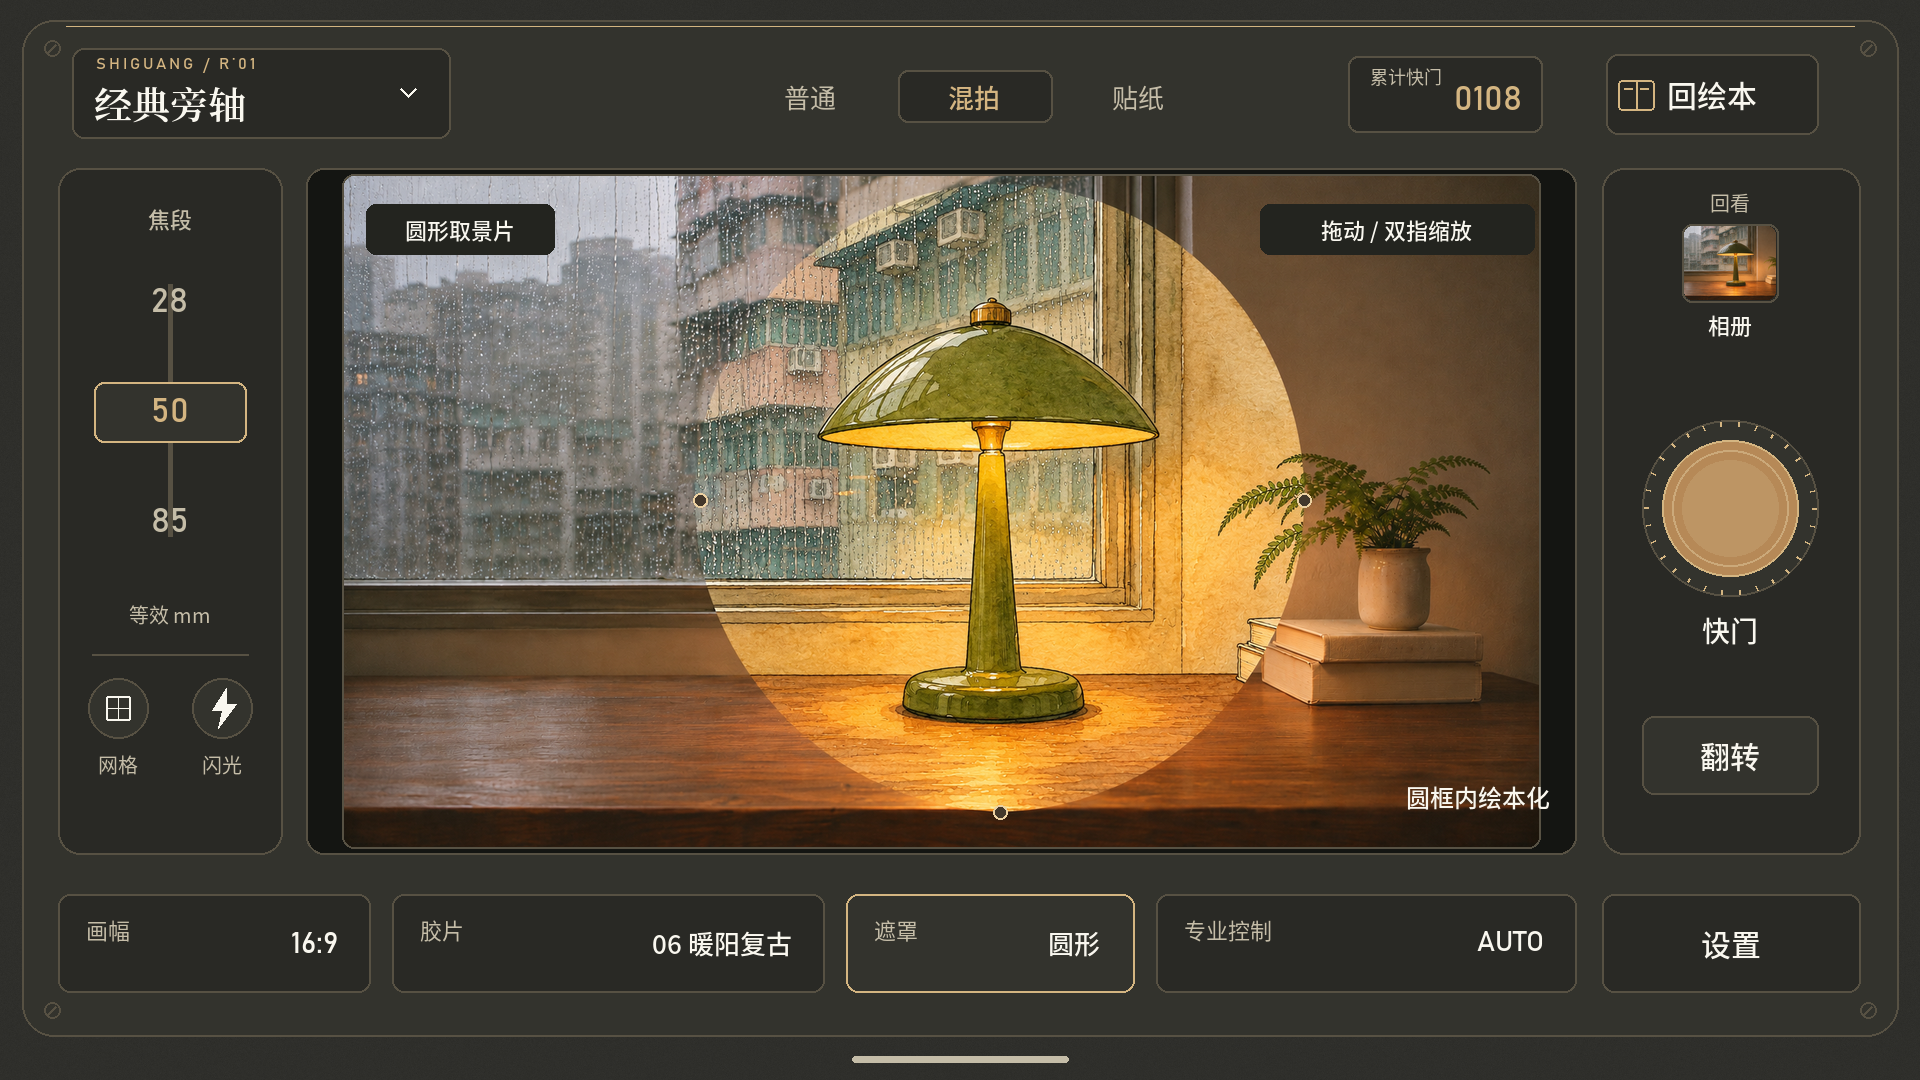 SHIGUANG / R'01
经典旁轴
普通
混拍
贴纸
累计快门
0108
回绘本
焦段
28
50
85
等效 mm
网格
闪光
圆形取景片
拖动 / 双指缩放
圆框内绘本化
回看
相册
快门
翻转
画幅
16:9
胶片
06 暖阳复古
遮罩
圆形
专业控制
AUTO
设置